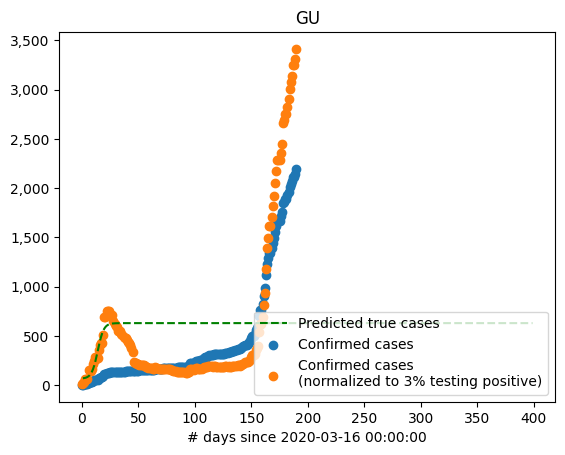 GU
3,500
3,000
2,500
2,000
1,500
1,000
500
0
Predicted true cases
Confirmed cases
Confirmed cases
(normalized to 3% testing positive)
0 50 100 150 200 250 300 350 400
# days since 2020-03-16 00:00:00